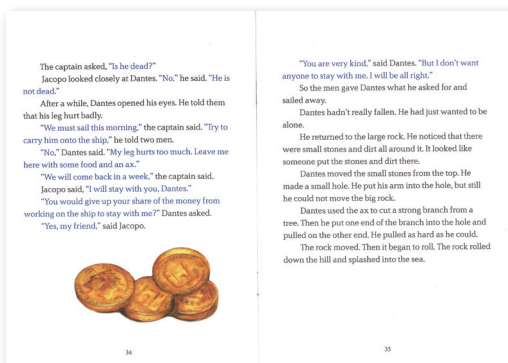 The captain asked, "Is he dead?"
Jacopo looked closely at Dantes. "No," he said. "He is
not dead."
After a while, Dantes opened his eyes. He told them
that his leg hurt badly.
"We must sail this morning," the captain said. "Try to
carry him onto the ship," he told two men.
"No," Dantes said. "My leg hurts too much. Leave me
here with some food and an ax."
"We will come back in a week," the captain said.
Jacopo said, "I will stay with you, Dantes."
"You would give up your share of the money from
working on the ship to stay with me?" Dantes asked.
"Yes, my friend," said Jacopo.
34
"You are very kind," said Dantes. "But I don't want
anyone to stay with me. I will be all right."
So the men gave Dantes what he asked for and
sailed away.
Dantes hadn't really fallen. He had just wanted to be
alone.
He returned to the large rock. He noticed that there
were small stones and dirt all around it. It looked like
someone put the stones and dirt there.
Dantes moved the small stones from the top. He
made a small hole. He put his arm into the hole, but still
he could not move the big rock.
Dantes used the ax to cut a strong branch from a
tree. Then he put one end of the branch into the hole and
pulled on the other end. He pulled as hard as he could.
The rock moved. Then it began to roll. The rock rolled
down the hill and splashed into the sea.
35